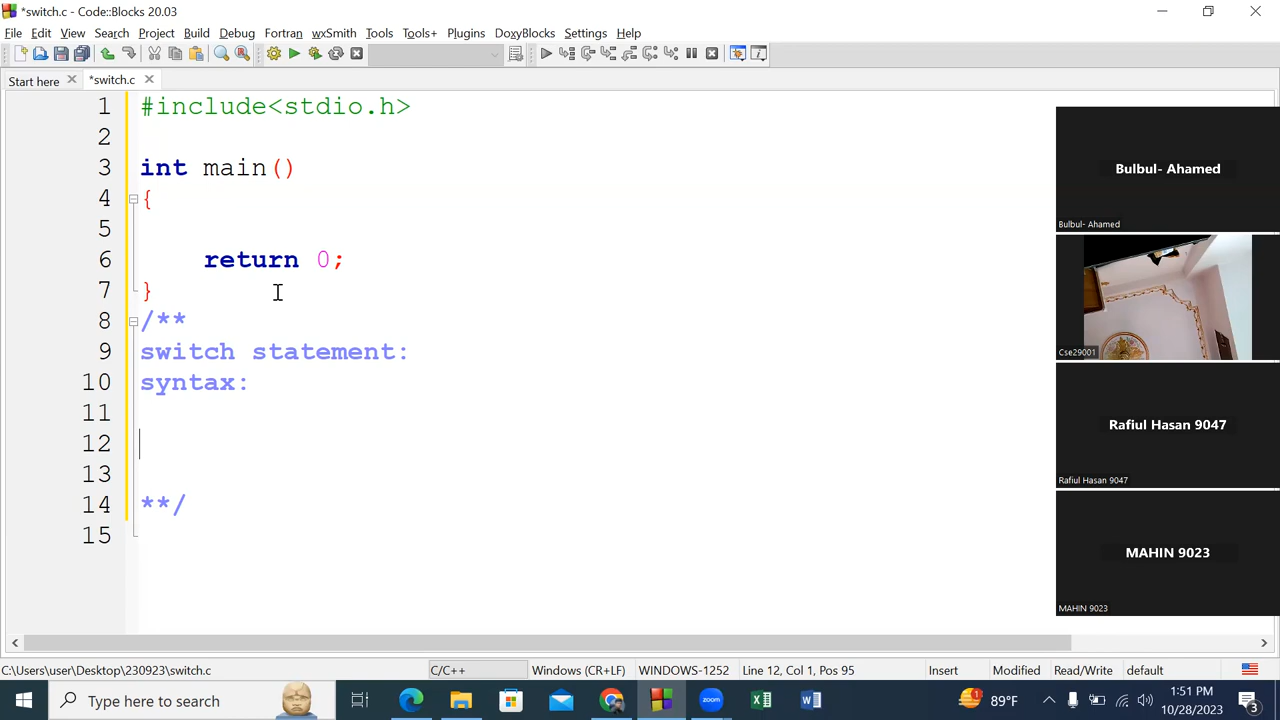 *switch.c - Code::Blocks 20.03
File Edit View Search Project Build Debug Fortran wxSmith Tools Tools+ Plugins DoxyBlocks Settings Help
Start here *switch.c
1 #include<stdio.h>
2
3 int main()
4 {
5
6 return 0;
7 }
8 /**
9 switch statement:
10 syntax:
11
12
13
14 **/
15
Bulbul- Ahamed
Bulbul- Ahamed
Cse29001
Rafiul Hasan 9047
Rafiul Hasan 9047
MAHIN 9023
MAHIN 9023
C:\Users\user\Desktop\230923\switch.c C/C++ Windows (CR+LF) WINDOWS-1252 Line 12, Col 1, Pos 95 Insert Modified Read/Write default
Type here to search
zoom
1
89°F
1:51 PM
10/28/2023
3